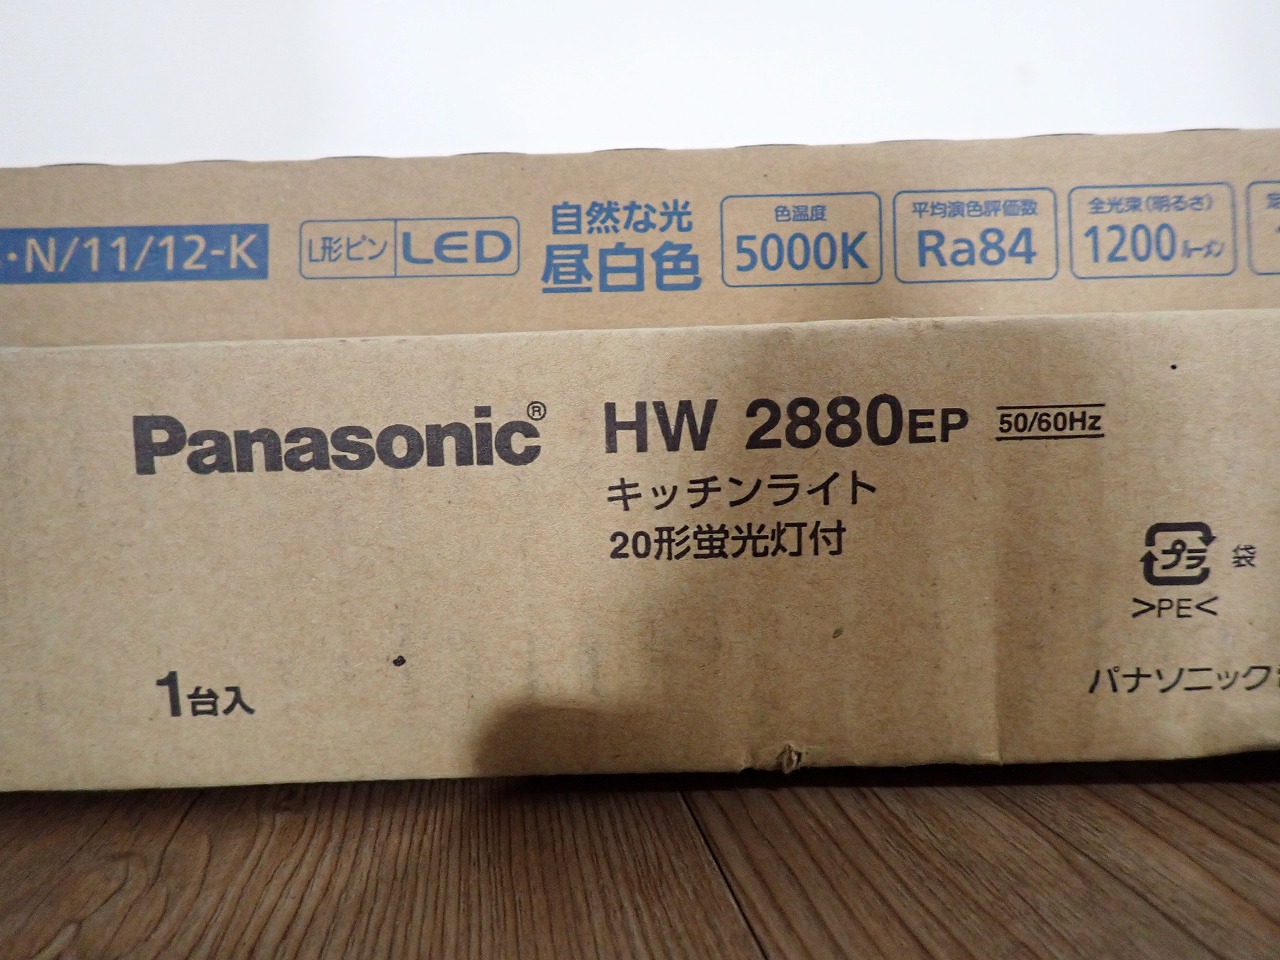 ·N/11/12-K
L形ピン LED
自然な光
昼白色
色温度
5000K
平均演色評価数
Ra84
全光束(明るさ)
1200ルーメン
Panasonic®
HW 2880EP 50/60Hz
キッチンライト
20形蛍光灯付
プラ 袋
>PE<
1台入
パナソニック